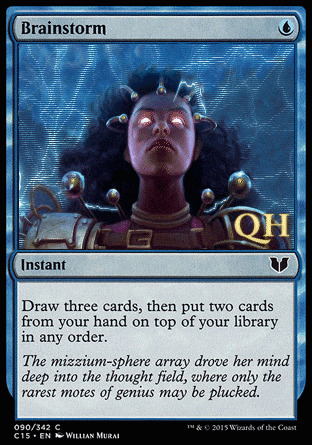 Brainstorm
QH
Instant
Draw three cards, then put two cards
from your hand on top of your library
in any order.
The mizzium-sphere array drove her mind
deep into the thought field, where only the
rarest motes of genius may be plucked.
090/342 C
C15 • EN Willian Murai
™ & © 2015 Wizards of the Coast